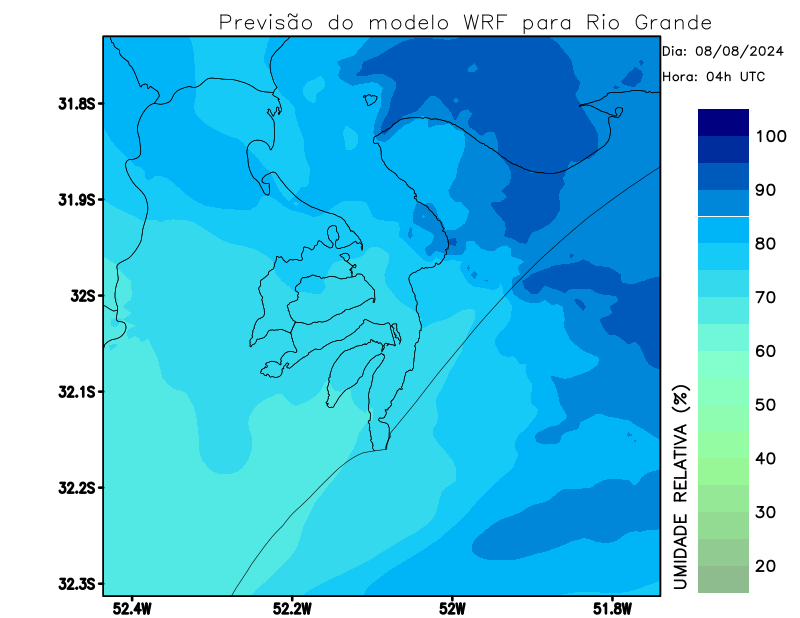 Previsão do modelo WRF para Rio Grande
Dia: 08/08/2024
Hora: 04h UTC
31.8S
31.9S
32S
32.1S
32.2S
32.3S
52.4W
52.2W
52W
51.8W
UMIDADE RELATIVA (%)
100
90
80
70
60
50
40
30
20